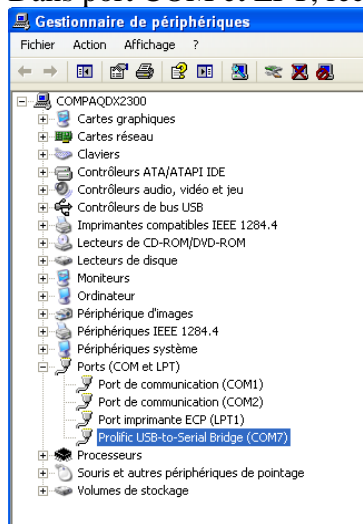 Gestionnaire de périphériques
Fichier Action Affichage ?
COMPAQDX2300
Cartes graphiques
Cartes réseau
Claviers
Contrôleurs ATA/ATAPI IDE
Contrôleurs audio, vidéo et jeu
Contrôleurs de bus USB
Imprimantes compatibles IEEE 1284.4
Lecteurs de CD-ROM/DVD-ROM
Lecteurs de disque
Moniteurs
Ordinateur
Périphérique d'images
Périphériques IEEE 1284.4
Périphériques système
Ports (COM et LPT)
Port de communication (COM1)
Port de communication (COM2)
Port imprimante ECP (LPT1)
Prolific USB-to-Serial Bridge (COM7)
Processeurs
Souris et autres périphériques de pointage
Volumes de stockage